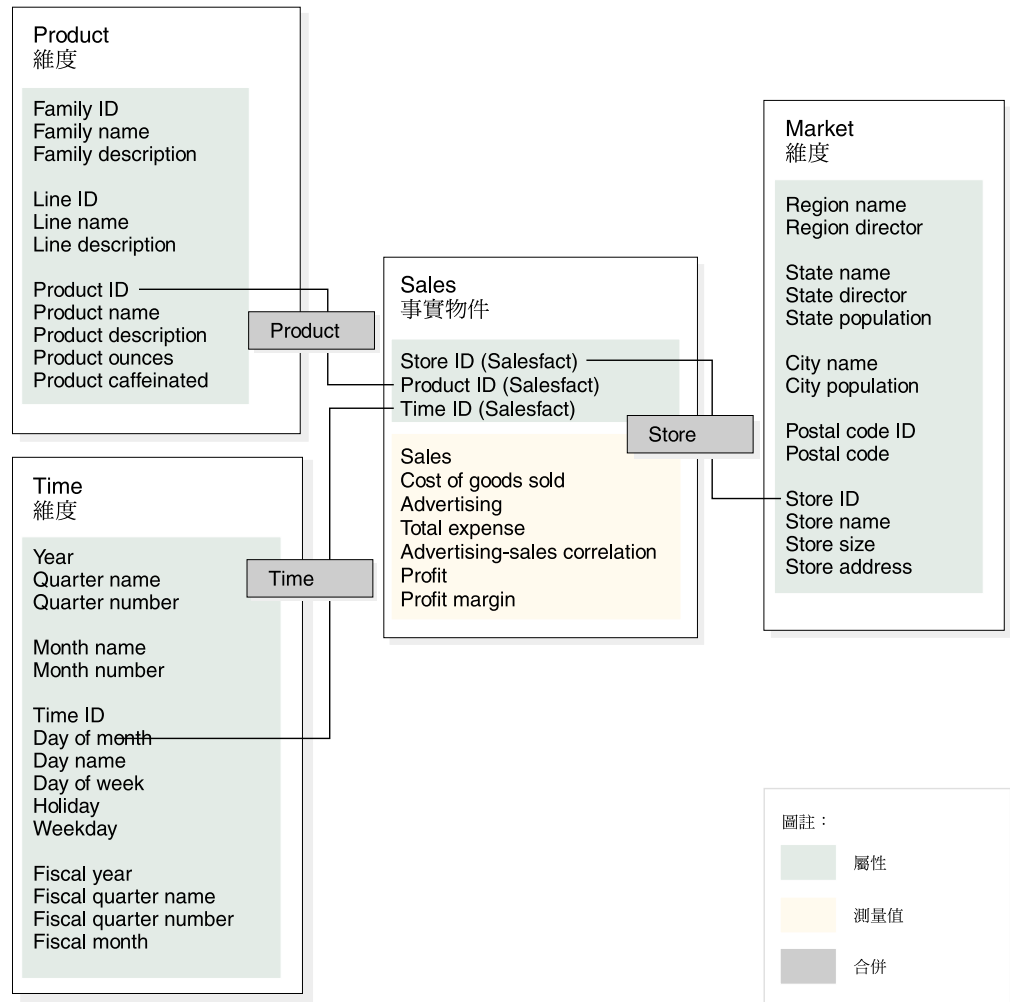 Product
維度
Family ID
Family name
Family description
Line ID
Line name
Line description
Product ID
Product name
Product description
Product ounces
Product caffeinated
Product
Time
維度
Year
Quarter name
Quarter number
Month name
Month number
Time ID
Day of month
Day name
Day of week
Holiday
Weekday
Fiscal year
Fiscal quarter name
Fiscal quarter number
Fiscal month
Time
Sales
事實物件
Store ID (Salesfact)
Product ID (Salesfact)
Time ID (Salesfact)
Sales
Cost of goods sold
Advertising
Total expense
Advertising-sales correlation
Profit
Profit margin
Store
Market
維度
Region name
Region director
State name
State director
State population
City name
City population
Postal code ID
Postal code
Store ID
Store name
Store size
Store address
圖註：
屬性
測量值
合併